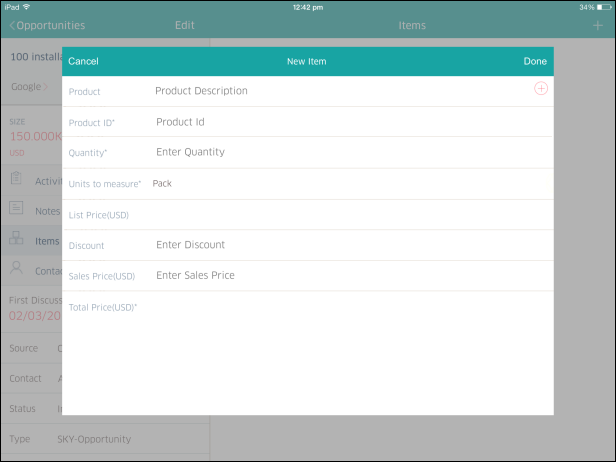 iPad 12:42 pm 34%
Opportunities Edit Items
100 install
Google
SIZE
150.000K
USD
Activi
Notes
Items
Conta
First Discuss
02/03/20
Source
Contact
Status
Type SKY-Opportunity
Cancel New Item Done
Product Product Description
Product ID* Product Id
Quantity* Enter Quantity
Units to measure* Pack
List Price(USD)
Discount Enter Discount
Sales Price(USD) Enter Sales Price
Total Price(USD)*